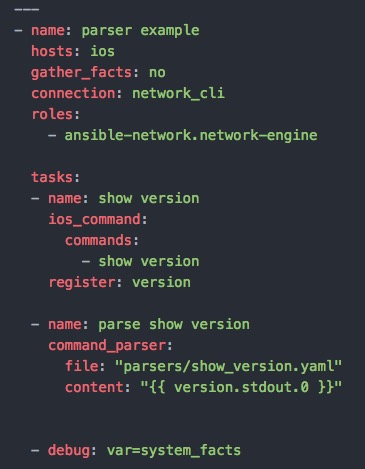 ---
- name: parser example
  hosts: ios
  gather_facts: no
  connection: network_cli
  roles:
    - ansible-network.network-engine

  tasks:
  - name: show version
    ios_command:
      commands:
        - show version
    register: version

  - name: parse show version
    command_parser:
      file: "parsers/show_version.yaml"
      content: "{{ version.stdout.0 }}"


  - debug: var=system_facts